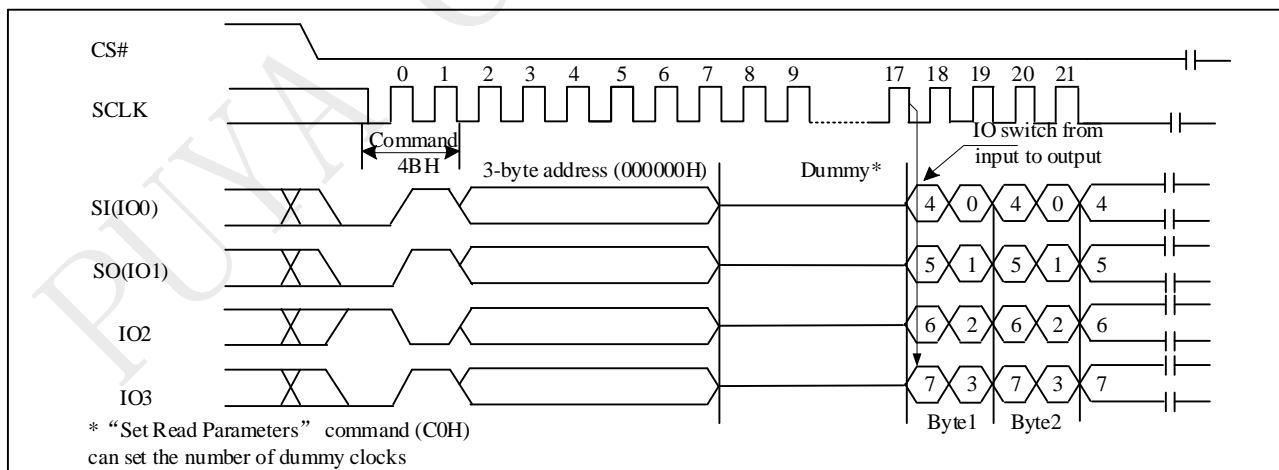 PUYA
CS#
0 1 2 3 4 5 6 7 8 9 17 18 19 20 21
SCLK
Command
4BH
IO switch from
input to output
3-byte address (000000H)
Dummy*
SI(IO0)
4 0 4 0 4
SO(IO1)
5 1 5 1 5
IO2
6 2 6 2 6
IO3
7 3 7 3 7
Byte1 Byte2
* “Set Read Parameters” command (C0H)
can set the number of dummy clocks